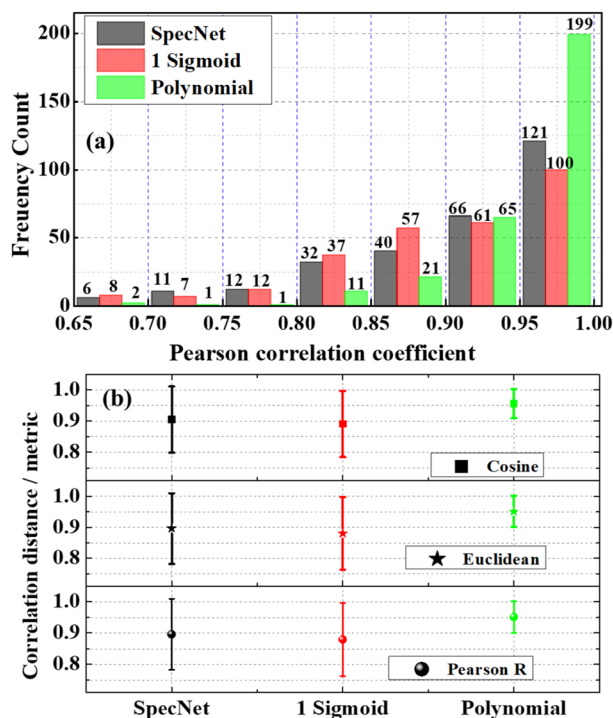 200
150
100
50
0
Freuency Count
SpecNet
1 Sigmoid
Polynomial
(a)
6 8 2
11 7 1
12 12 1
32 37 11
40 57 21
66 61 65
121 100 199
0.65 0.70 0.75 0.80 0.85 0.90 0.95 1.00
Pearson correlation coefficient
Correlation distance / metric
(b)
1.0
0.9
0.8
Cosine
1.0
0.9
0.8
Euclidean
1.0
0.9
0.8
Pearson R
SpecNet 1 Sigmoid Polynomial